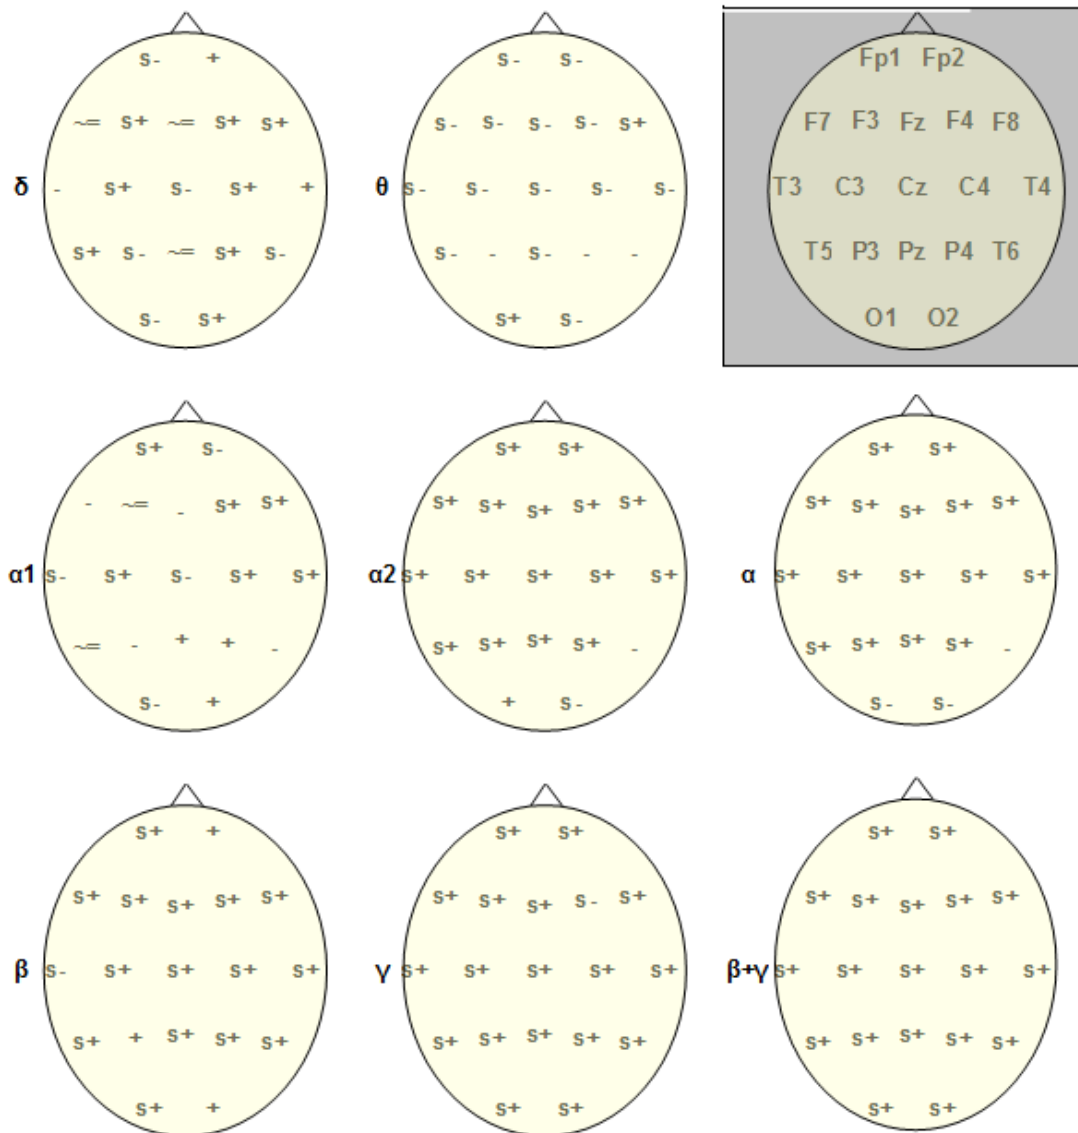 S- + S- S- Fp1 Fp2
~= S+ ~= S+ S+ S- S- S- S- S+ F7 F3 Fz F4 F8
δ - S+ S- S+ + θ S- S- S- S- S- T3 C3 Cz C4 T4
S+ S- ~= S+ S- S- - S- - - T5 P3 Pz P4 T6
S- S+ S+ S- O1 O2
S+ S- S+ S+ S+ S+
- ~= - S+ S+ S+ S+ S+ S+ S+ S+ S+ S+ S+ S+
α1 S- S+ S- S+ S+ α2 S+ S+ S+ S+ S+ α S+ S+ S+ S+ S+
~= - + + - S+ S+ S+ S+ - S+ S+ S+ S+ -
S- + + S- S- S-
S+ + S+ S+ S+ S+
S+ S+ S+ S+ S+ S+ S+ S+ S- S+ S+ S+ S+ S+ S+
β S- S+ S+ S+ S+ γ S+ S+ S+ S+ S+ β+γ S+ S+ S+ S+ S+
S+ + S+ S+ S+ S+ S+ S+ S+ S+ S+ S+ S+ S+ S+
S+ + S+ S+ S+ S+